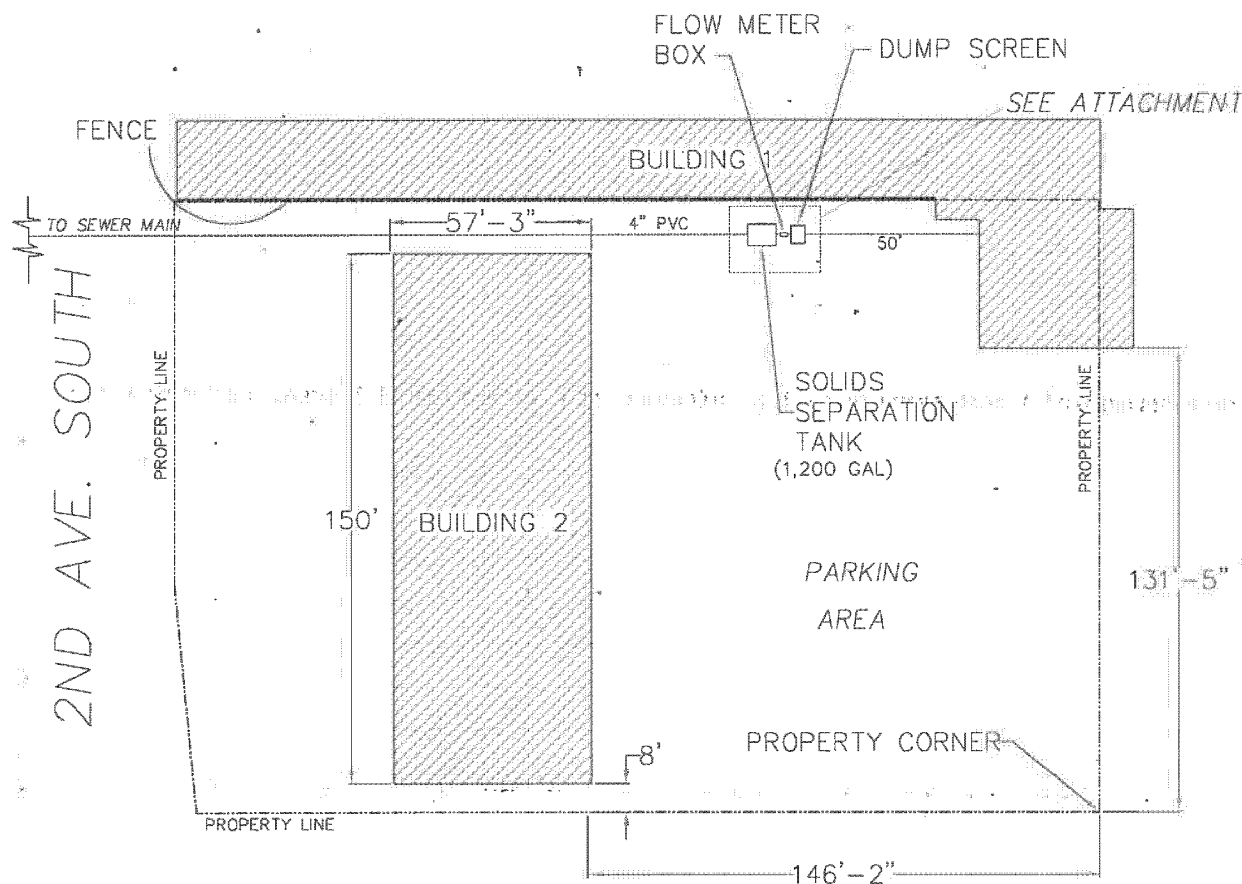 FLOW METER
BOX
DUMP SCREEN
SEE ATTACHMENT
FENCE
BUILDING 1
TO SEWER MAIN
57'-3"
4" PVC
50'
2ND AVE. SOUTH
PROPERTY LINE
SOLIDS
SEPARATION
TANK
(1,200 GAL)
PROPERTY LINE
150'
BUILDING 2
PARKING
AREA
131'-5"
8'
PROPERTY CORNER
PROPERTY LINE
146'-2"